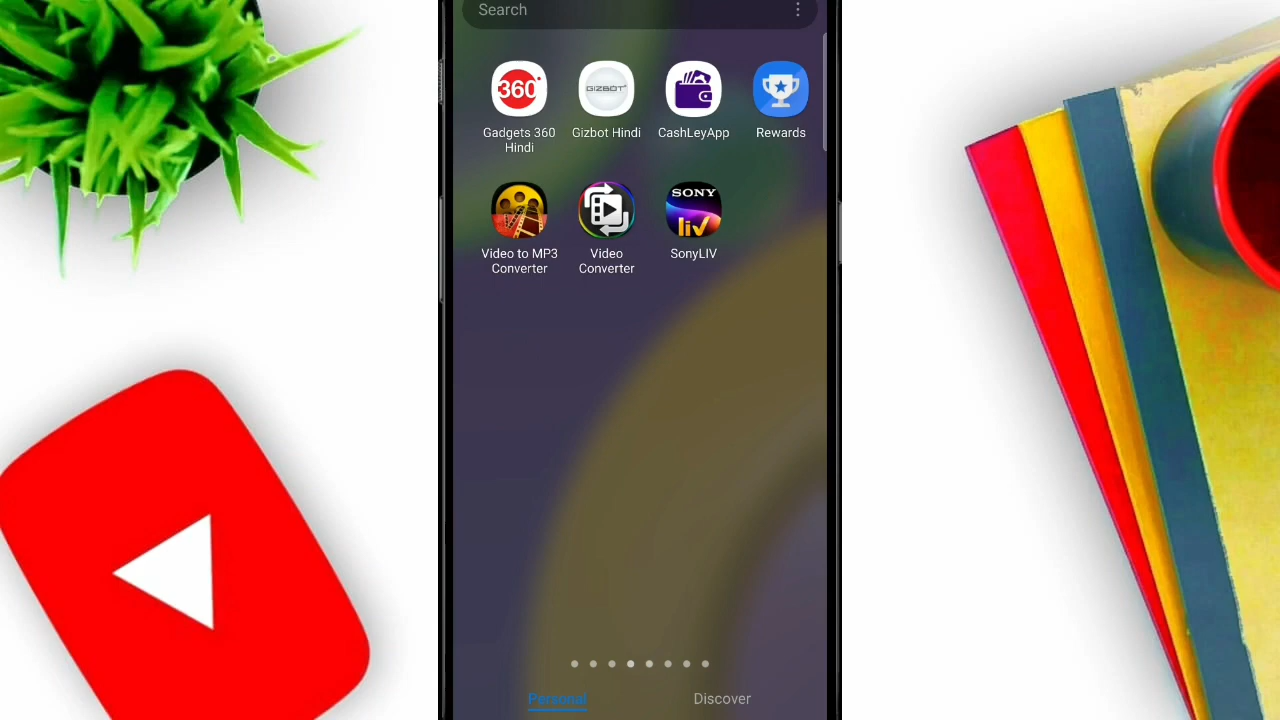 Search
360
GIZBOT
Gadgets 360
Hindi
Gizbot Hindi
CashLeyApp
Rewards
SONY
liv
Video to MP3
Converter
Video
Converter
SonyLIV
Personal
Discover